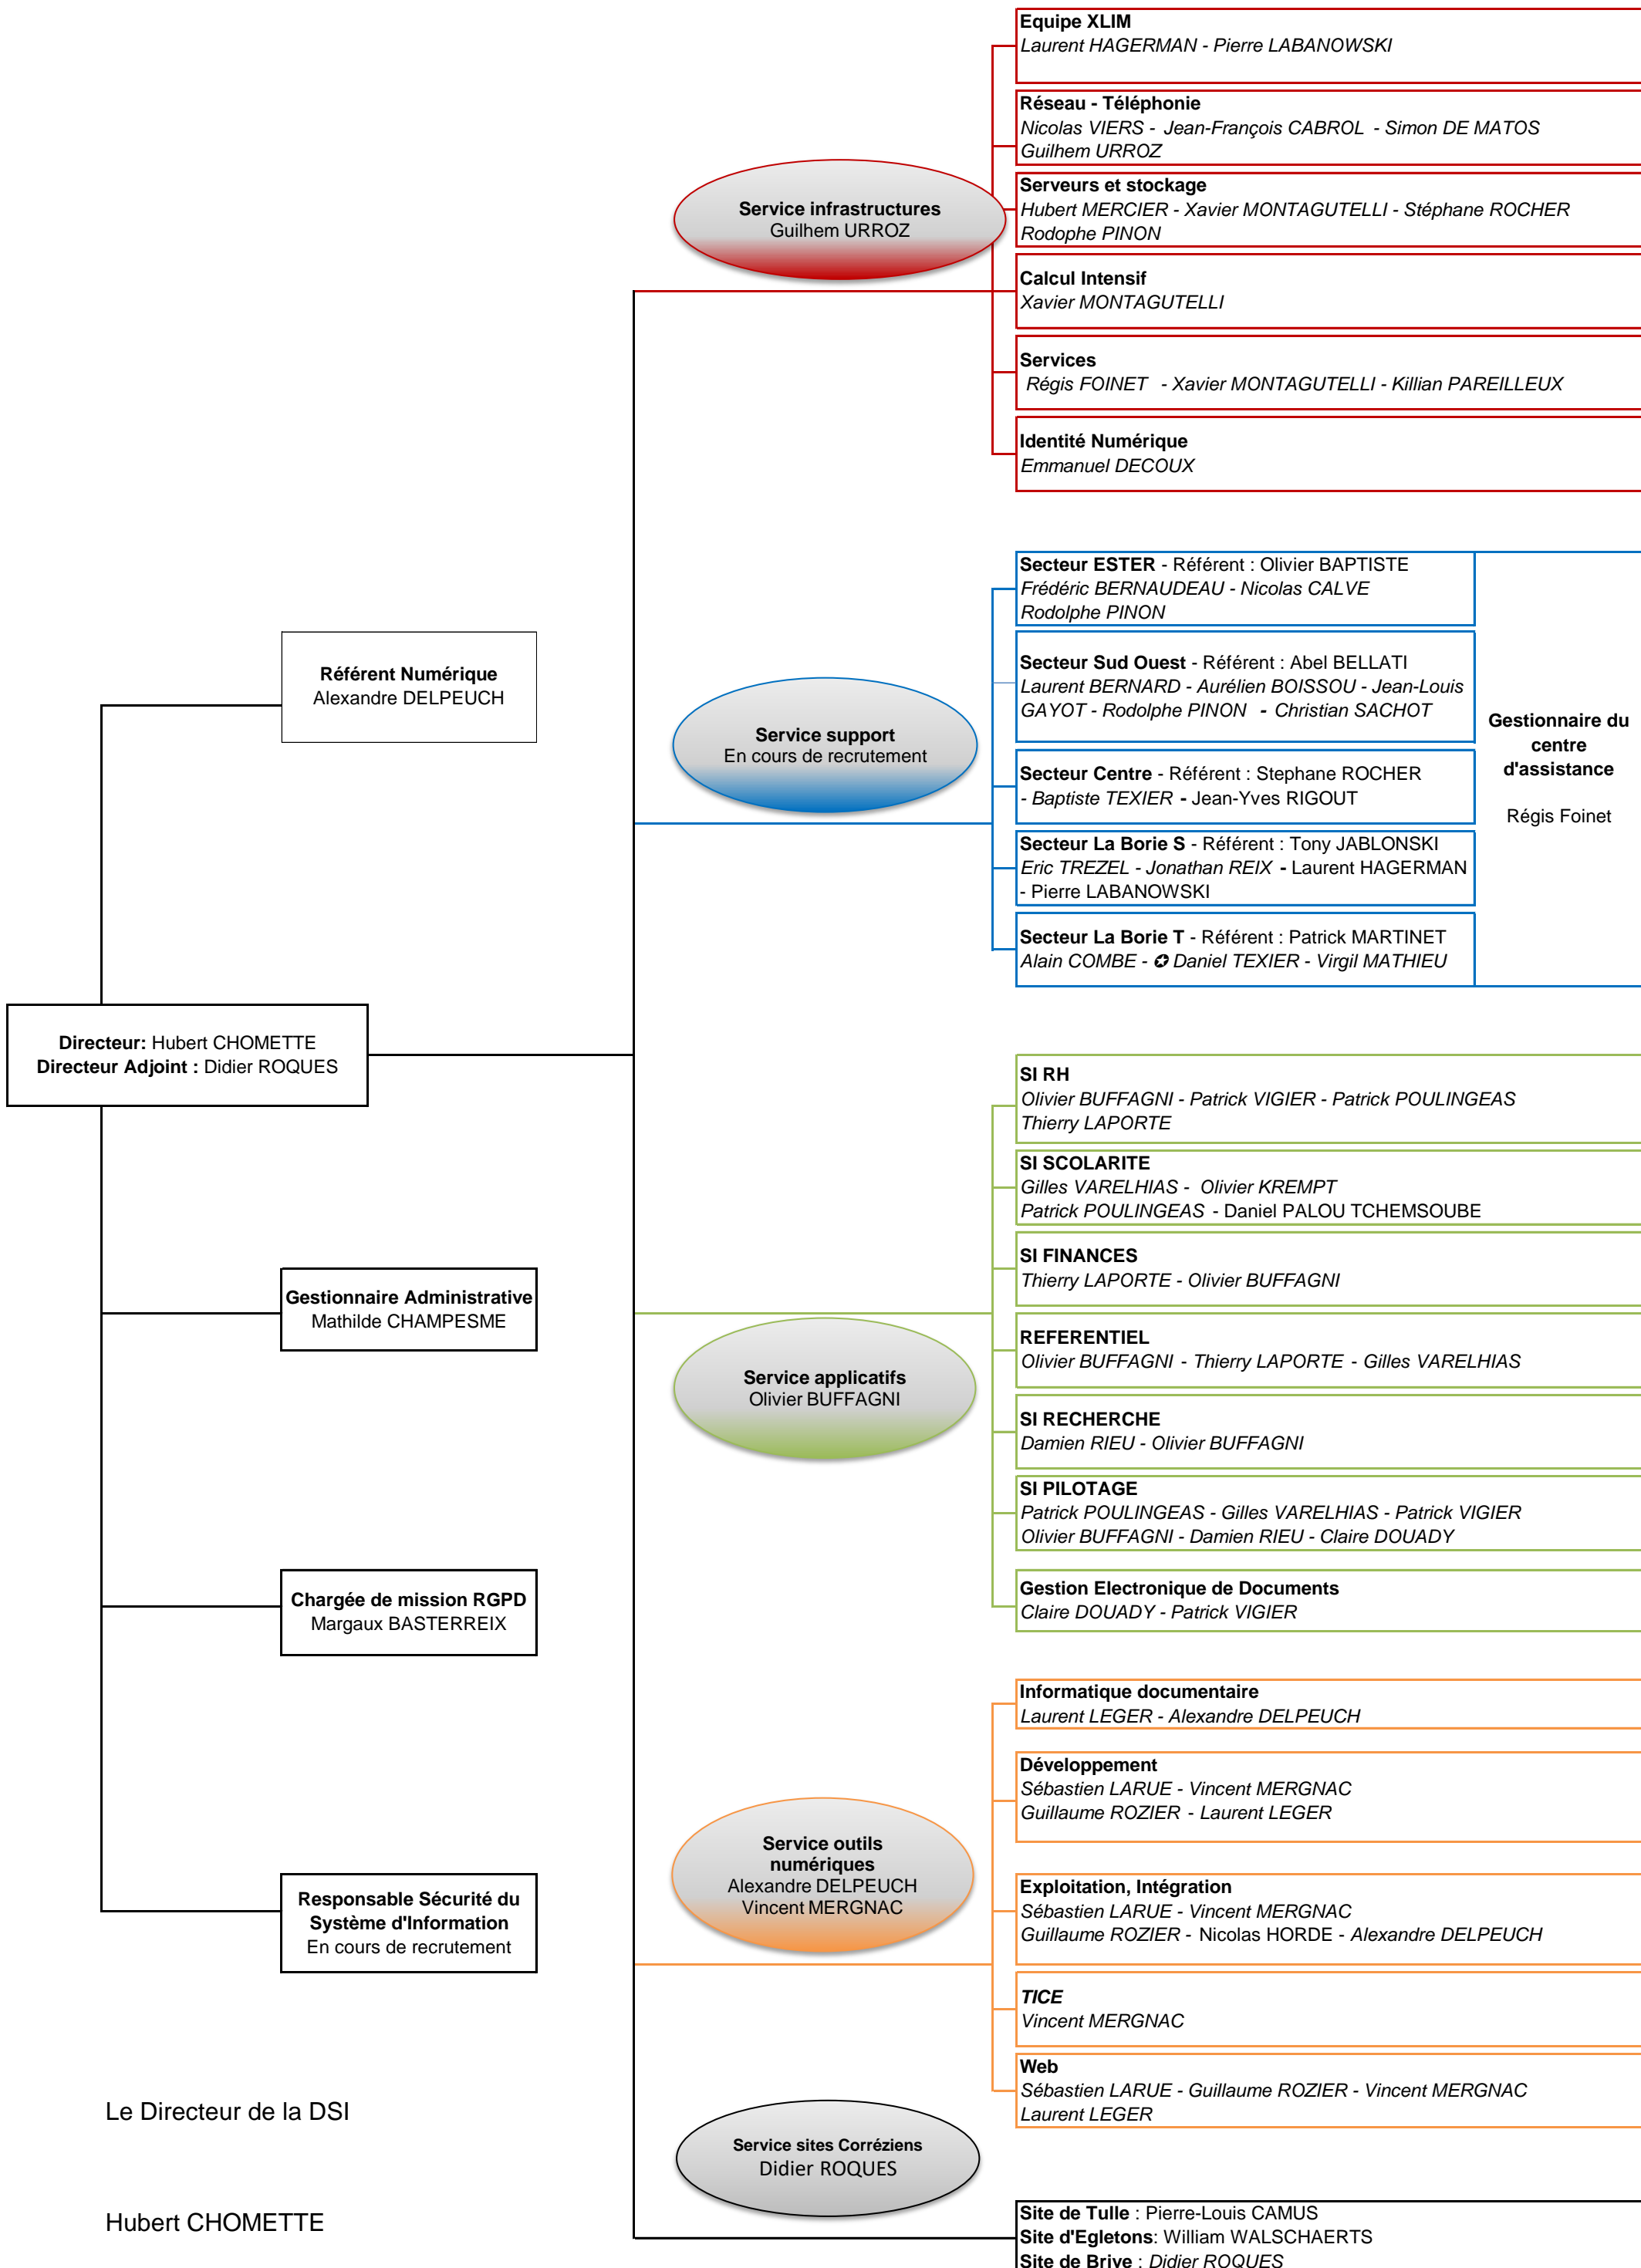 Equipe XLIM
Laurent HAGERMAN - Pierre LABANOWSKI
Réseau - Téléphonie
Nicolas VIERS - Jean-François CABROL - Simon DE MATOS
Guilhem URROZ
Service infrastructures
Guilhem URROZ
Serveurs et stockage
Hubert MERCIER - Xavier MONTAGUTELLI - Stéphane ROCHER
Rodophe PINON
Calcul Intensif
Xavier MONTAGUTELLI
Services
Régis FOINET - Xavier MONTAGUTELLI - Killian PAREILLEUX
Identité Numérique
Emmanuel DECOUX
Référent Numérique
Alexandre DELPEUCH
Service support
En cours de recrutement
Secteur ESTER - Référent : Olivier BAPTISTE
Frédéric BERNAUDEAU - Nicolas CALVE
Rodolphe PINON
Secteur Sud Ouest - Référent : Abel BELLATI
Laurent BERNARD - Aurélien BOISSOU - Jean-Louis
GAYOT - Rodolphe PINON - Christian SACHOT
Secteur Centre - Référent : Stephane ROCHER
- Baptiste TEXIER - Jean-Yves RIGOUT
Secteur La Borie S - Référent : Tony JABLONSKI
Eric TREZEL - Jonathan REIX - Laurent HAGERMAN
- Pierre LABANOWSKI
Secteur La Borie T - Référent : Patrick MARTINET
Alain COMBE - ✪ Daniel TEXIER - Virgil MATHIEU
Gestionnaire du
centre
d'assistance
Régis Foinet
Directeur: Hubert CHOMETTE
Directeur Adjoint : Didier ROQUES
SI RH
Olivier BUFFAGNI - Patrick VIGIER - Patrick POULINGEAS
Thierry LAPORTE
SI SCOLARITE
Gilles VARELHIAS - Olivier KREMPT
Patrick POULINGEAS - Daniel PALOU TCHEMSOUBE
SI FINANCES
Thierry LAPORTE - Olivier BUFFAGNI
Gestionnaire Administrative
Mathilde CHAMPESME
REFERENTIEL
Olivier BUFFAGNI - Thierry LAPORTE - Gilles VARELHIAS
Service applicatifs
Olivier BUFFAGNI
SI RECHERCHE
Damien RIEU - Olivier BUFFAGNI
SI PILOTAGE
Patrick POULINGEAS - Gilles VARELHIAS - Patrick VIGIER
Olivier BUFFAGNI - Damien RIEU - Claire DOUADY
Chargée de mission RGPD
Margaux BASTERREIX
Gestion Electronique de Documents
Claire DOUADY - Patrick VIGIER
Informatique documentaire
Laurent LEGER - Alexandre DELPEUCH
Développement
Sébastien LARUE - Vincent MERGNAC
Guillaume ROZIER - Laurent LEGER
Service outils
numériques
Alexandre DELPEUCH
Vincent MERGNAC
Exploitation, Intégration
Sébastien LARUE - Vincent MERGNAC
Guillaume ROZIER - Nicolas HORDE - Alexandre DELPEUCH
Responsable Sécurité du
Système d'Information
En cours de recrutement
TICE
Vincent MERGNAC
Web
Sébastien LARUE - Guillaume ROZIER - Vincent MERGNAC
Laurent LEGER
Le Directeur de la DSI
Service sites Corréziens
Didier ROQUES
Hubert CHOMETTE
Site de Tulle : Pierre-Louis CAMUS
Site d'Egletons: William WALSCHAERTS
Site de Brive : Didier ROQUES